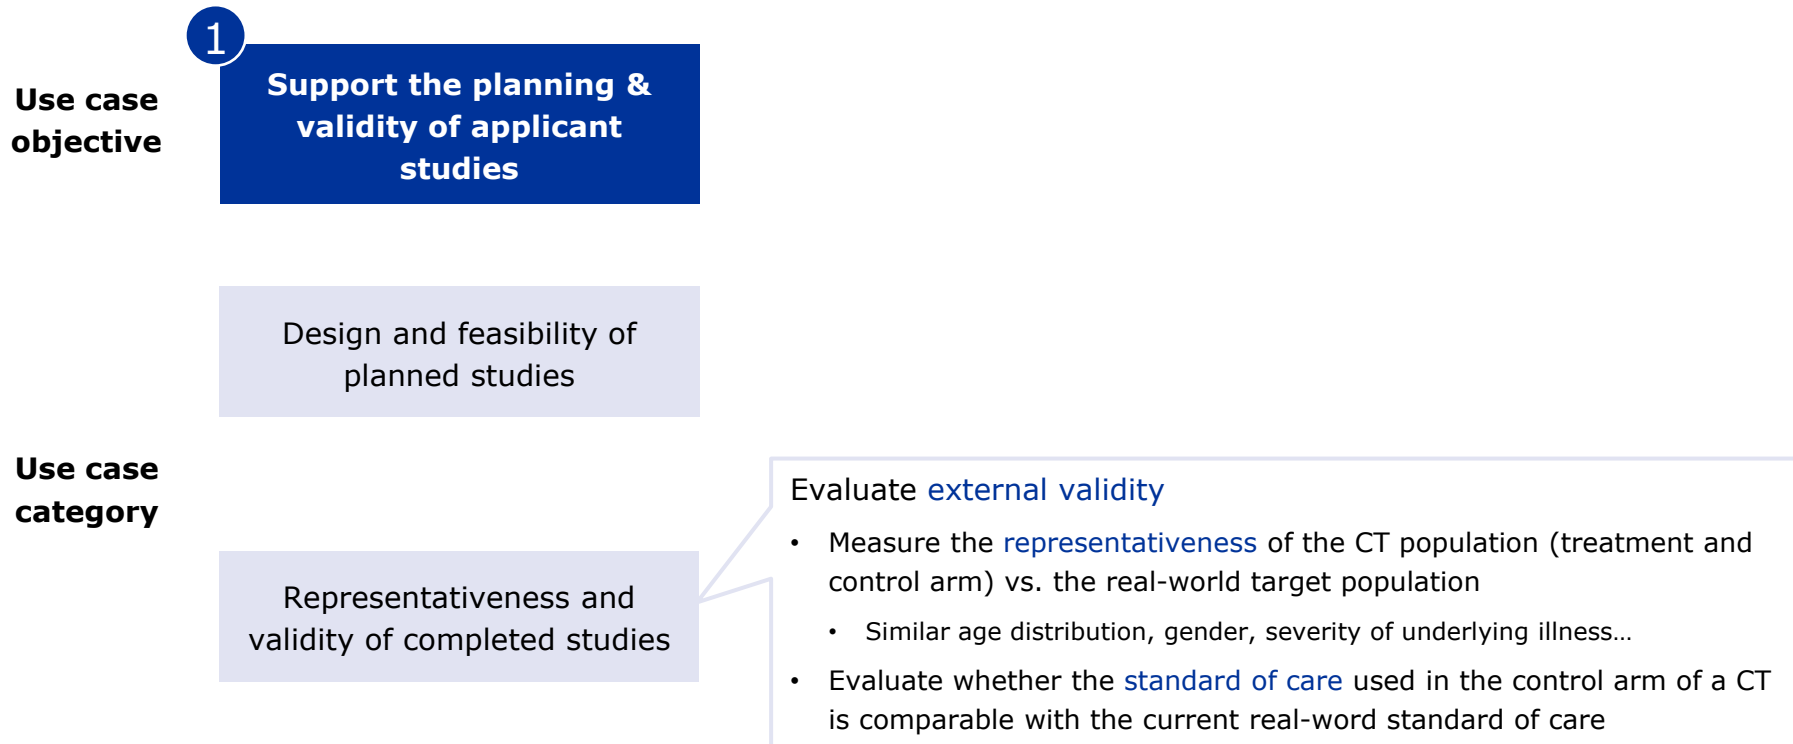 1
Use case
objective
Support the planning &
validity of applicant
studies
Design and feasibility of
planned studies
Use case
category
Representativeness and
validity of completed studies
Evaluate external validity
• Measure the representativeness of the CT population (treatment and
control arm) vs. the real-world target population
• Similar age distribution, gender, severity of underlying illness…
• Evaluate whether the standard of care used in the control arm of a CT
is comparable with the current real-word standard of care